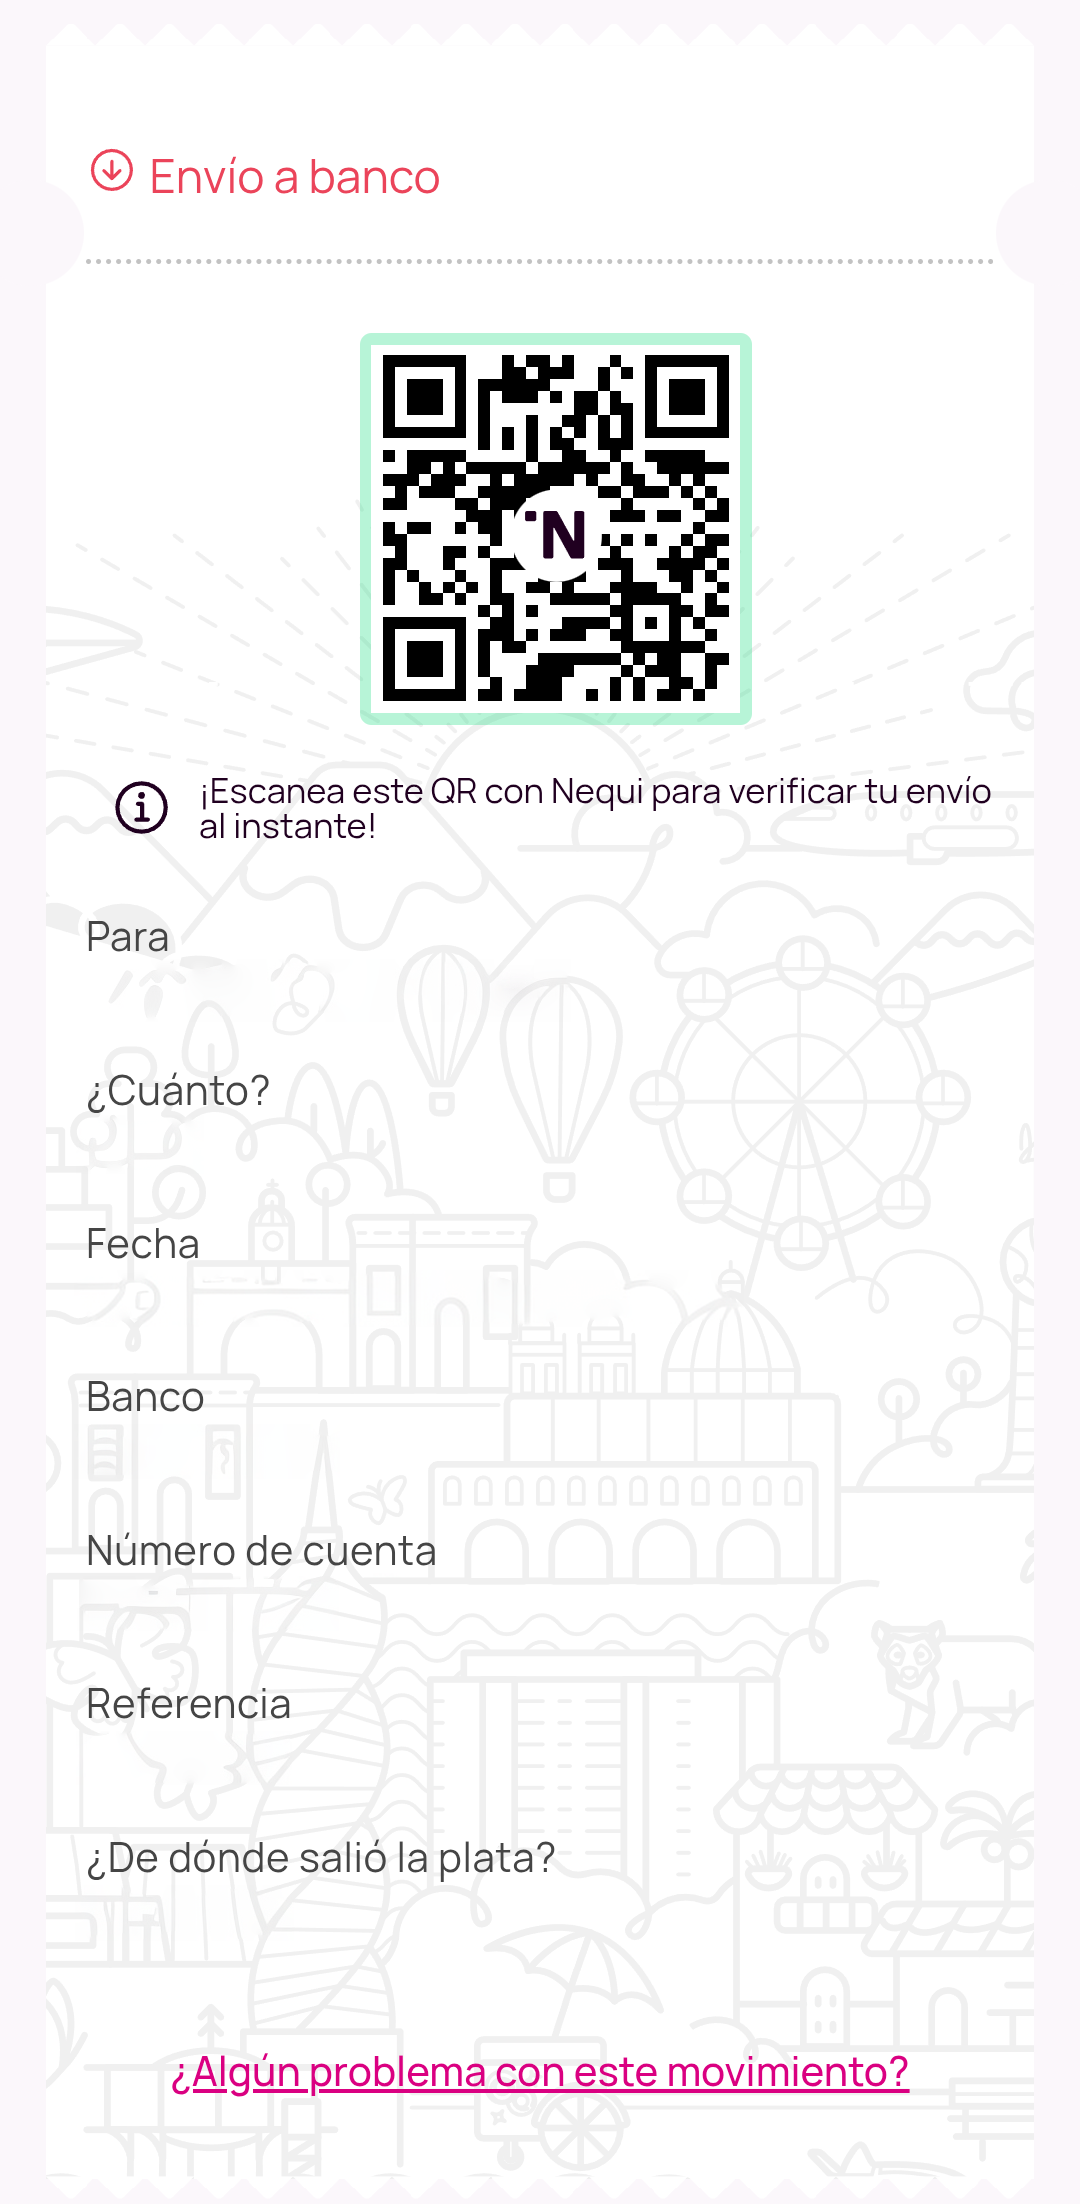 Envío a banco
N
¡Escanea este QR con Nequi para verificar tu envío
al instante!
Para
¿Cuánto?
Fecha
Banco
Número de cuenta
Referencia
¿De dónde salió la plata?
¿Algún problema con este movimiento?